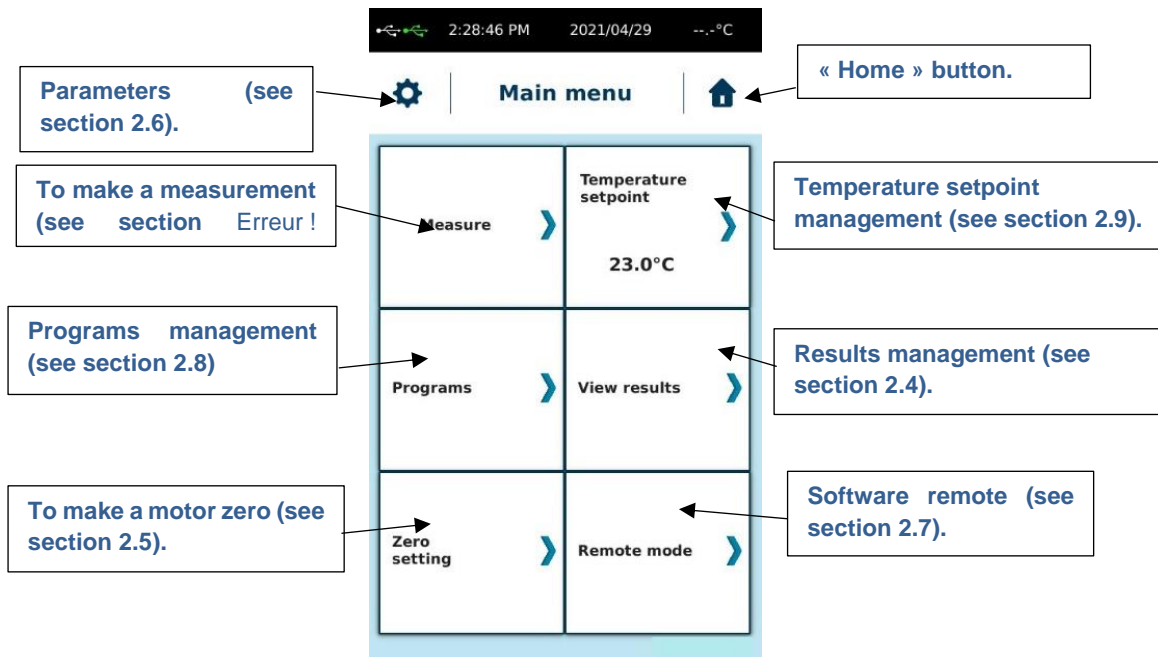 2:28:46 PM 2021/04/29 --.-°C
Main menu
« Home » button.
Parameters (see
section 2.6).
To make a measurement
(see section Erreur !
Measure
Temperature
setpoint
23.0°C
Temperature setpoint
management (see section 2.9).
Programs management
(see section 2.8)
Programs
View results
Results management (see
section 2.4).
To make a motor zero (see
section 2.5).
Zero
setting
Remote mode
Software remote (see
section 2.7).